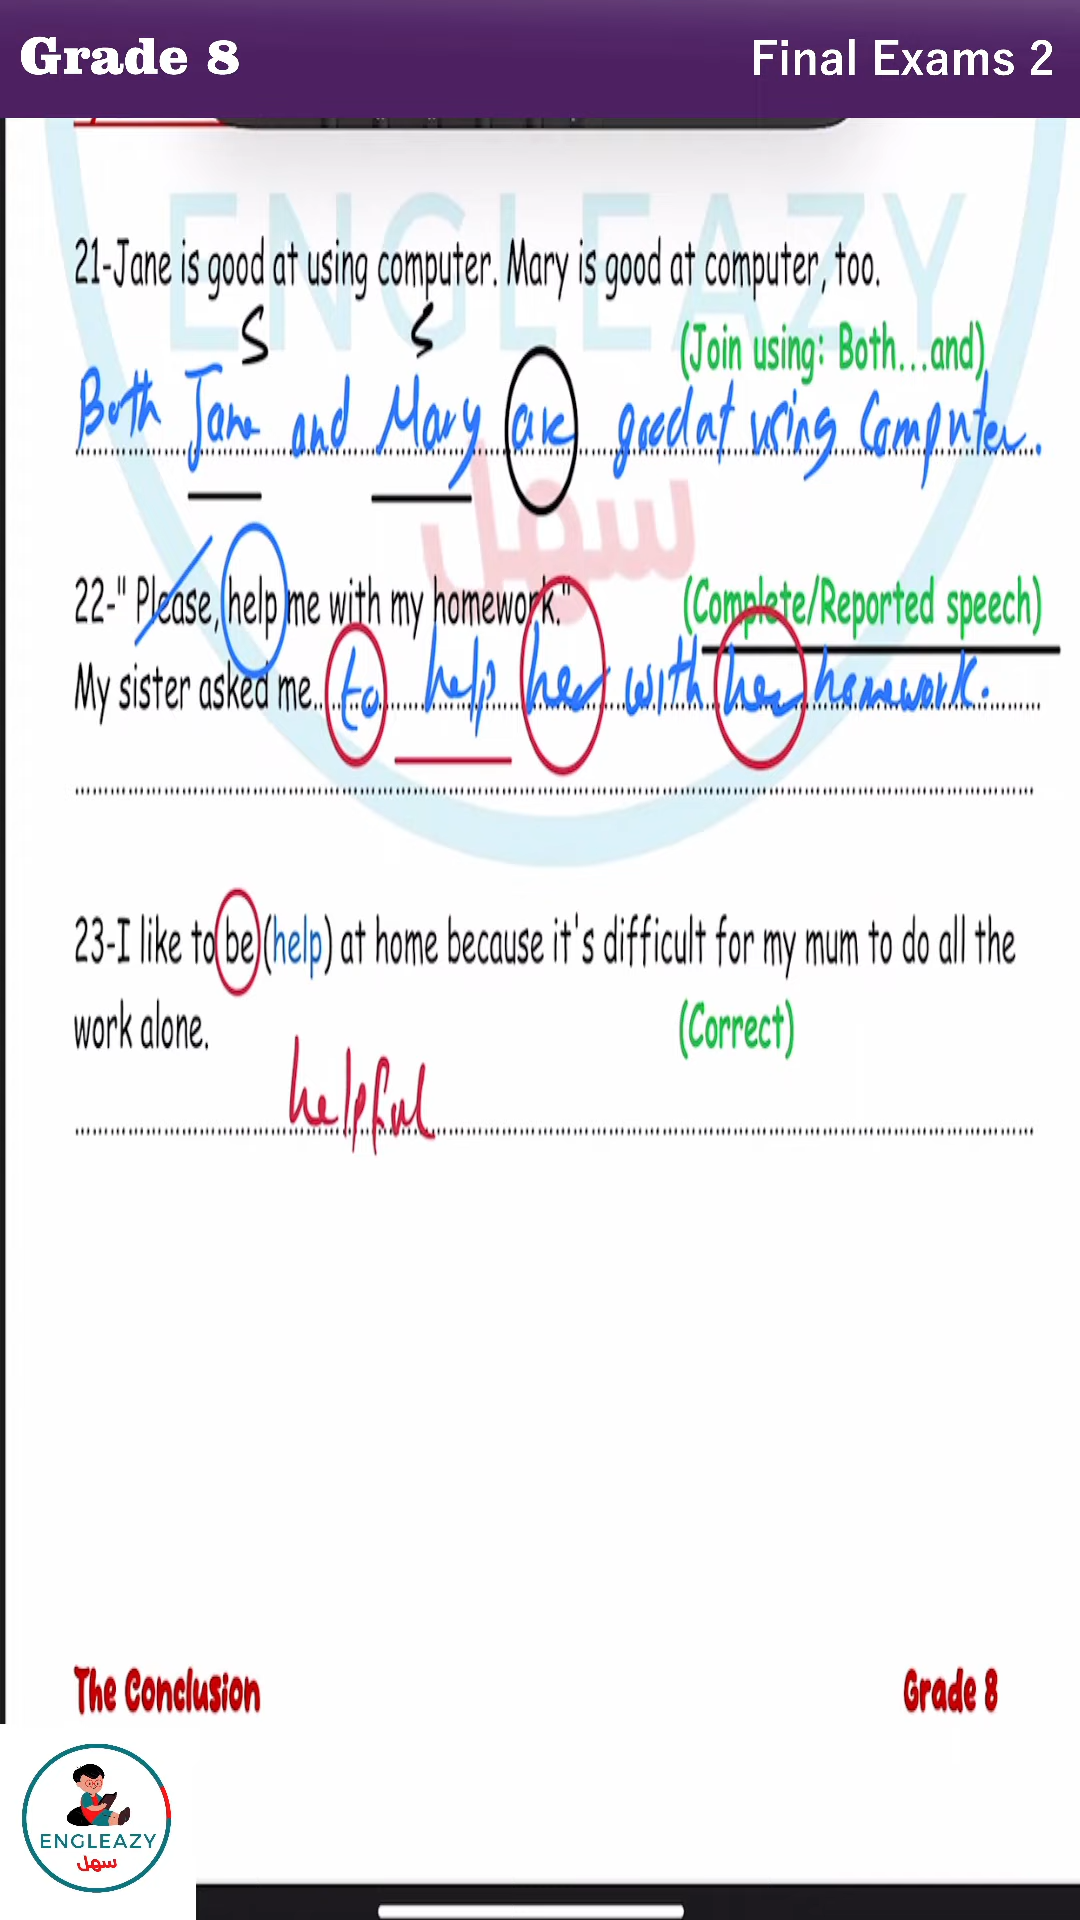 Grade 8
Final Exams 2
ENGLEAZY
سهل
21-Jane is good at using computer. Mary is good at computer, too.
S S
(Join using: Both...and)
Both Jane and Mary are good at using Computer.
22-" Please, help me with my homework."
(Complete/Reported speech)
My sister asked me to help her with her homework.
23-I like to be (help) at home because it's difficult for my mum to do all the
work alone.
(Correct)
helpful
The Conclusion
Grade 8
ENGLEAZY
سهل